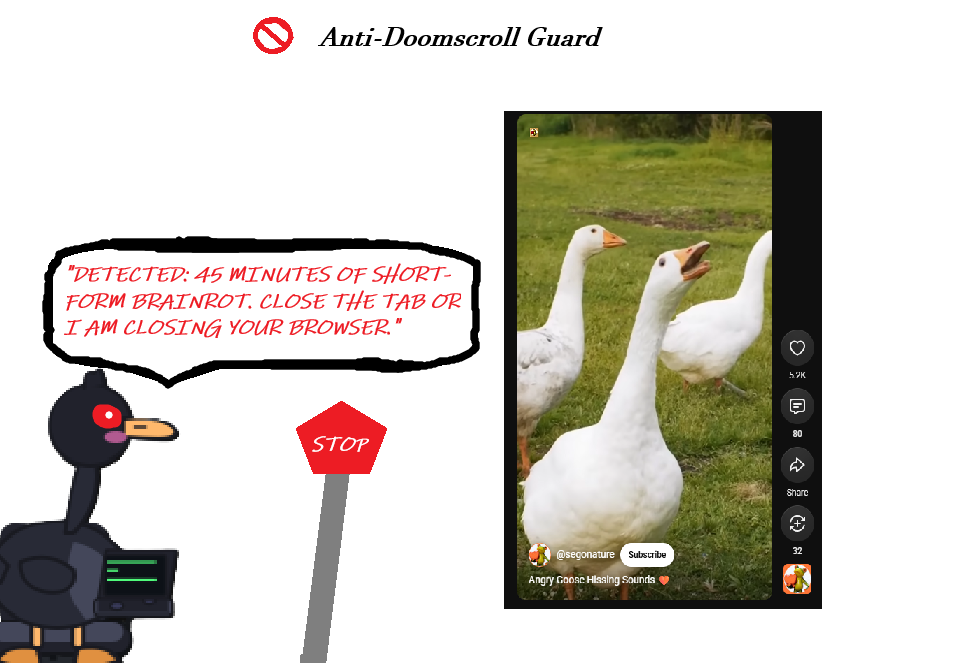 Anti-Doomscroll Guard
"DETECTED: 45 MINUTES OF SHORT-
FORM BRAINROT. CLOSE THE TAB OR
I AM CLOSING YOUR BROWSER."
STOP
5.2K
80
Share
32
@segonature
Subscribe
Angry Goose Hissing Sounds